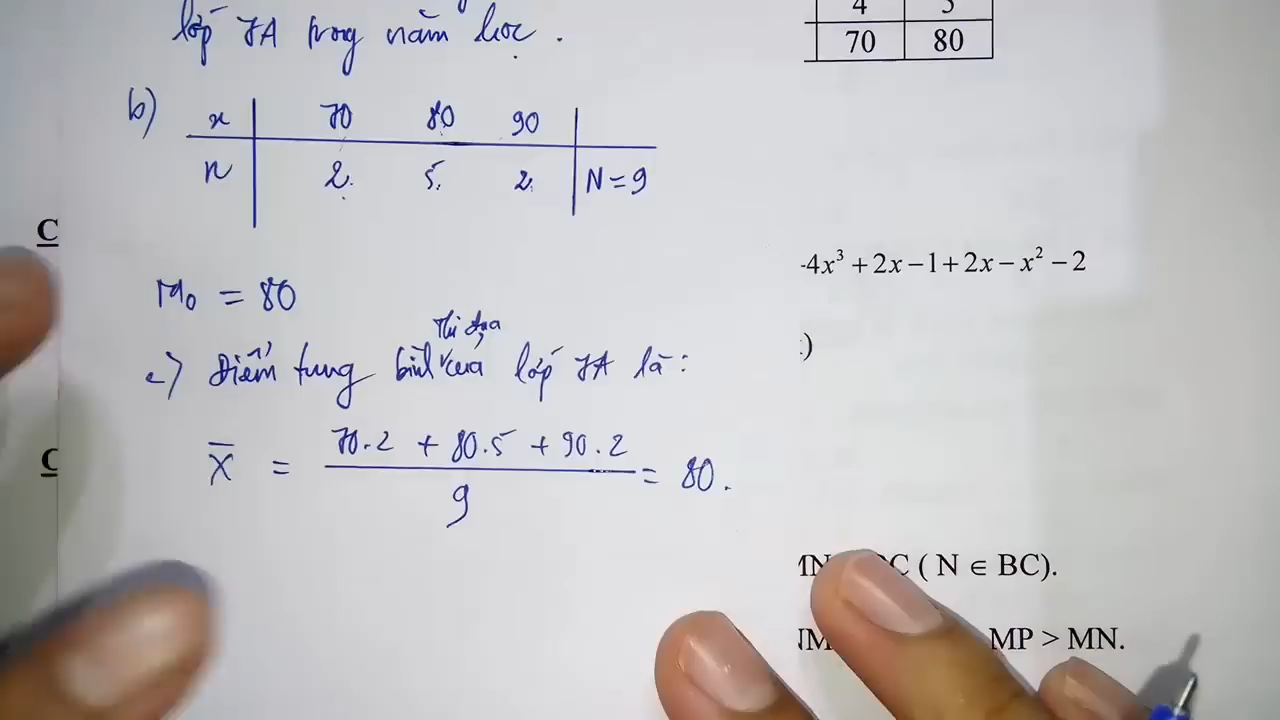 lớp 7A trong năm học.
4 5
70 80
b) x 70 80 90
n 2 5 2 N = 9
C
-4x³ + 2x − 1 + 2x − x² − 2
M₀ = 80
thi đua
)
c) Điểm trung bình của lớp 7A là:
X̄ = (70.2 + 80.5 + 90.2)/9 = 80.
C
C ( N ∈ BC).
MP > MN.